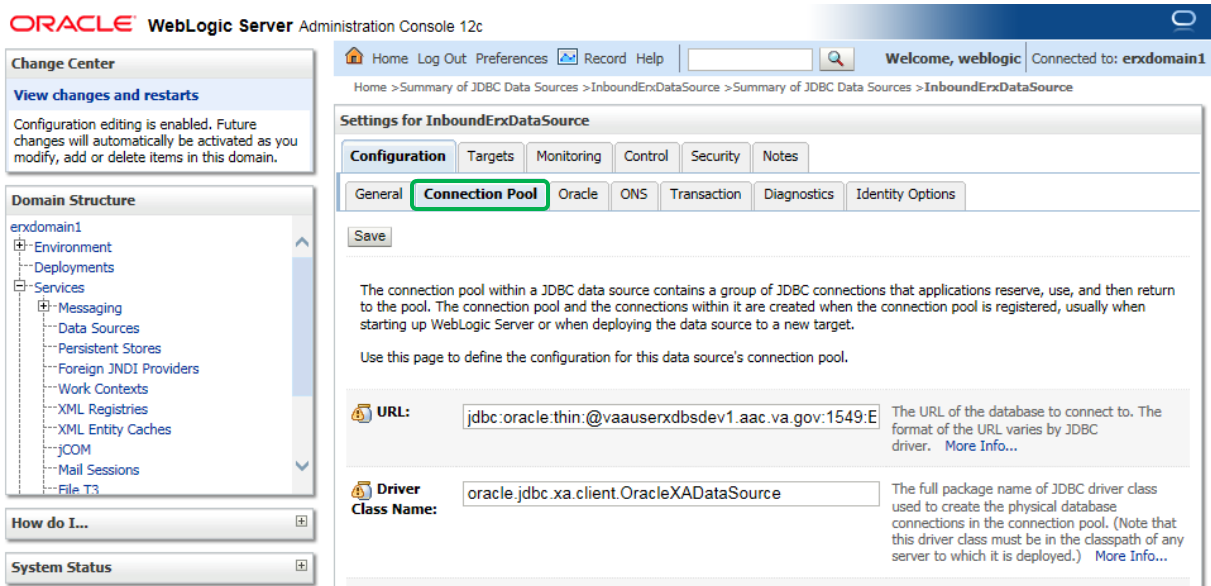 ORACLE WebLogic Server Administration Console 12c
Change Center
View changes and restarts
Configuration editing is enabled. Future
changes will automatically be activated as you
modify, add or delete items in this domain.
Domain Structure
erxdomain1
Environment
Deployments
Services
Messaging
Data Sources
Persistent Stores
Foreign JNDI Providers
Work Contexts
XML Registries
XML Entity Caches
jCOM
Mail Sessions
File T3
How do I...
System Status
Home Log Out Preferences Record Help
Welcome, weblogic Connected to: erxdomain1
Home >Summary of JDBC Data Sources >InboundErxDataSource >Summary of JDBC Data Sources >InboundErxDataSource
Settings for InboundErxDataSource
Configuration Targets Monitoring Control Security Notes
General Connection Pool Oracle ONS Transaction Diagnostics Identity Options
Save
The connection pool within a JDBC data source contains a group of JDBC connections that applications reserve, use, and then return
to the pool. The connection pool and the connections within it are created when the connection pool is registered, usually when
starting up WebLogic Server or when deploying the data source to a new target.
Use this page to define the configuration for this data source's connection pool.
URL:
jdbc:oracle:thin:@vaauserxdbsdev1.aac.va.gov:1549:E
The URL of the database to connect to. The
format of the URL varies by JDBC
driver. More Info...
Driver
Class Name:
oracle.jdbc.xa.client.OracleXADataSource
The full package name of JDBC driver class
used to create the physical database
connections in the connection pool. (Note that
this driver class must be in the classpath of any
server to which it is deployed.) More Info...